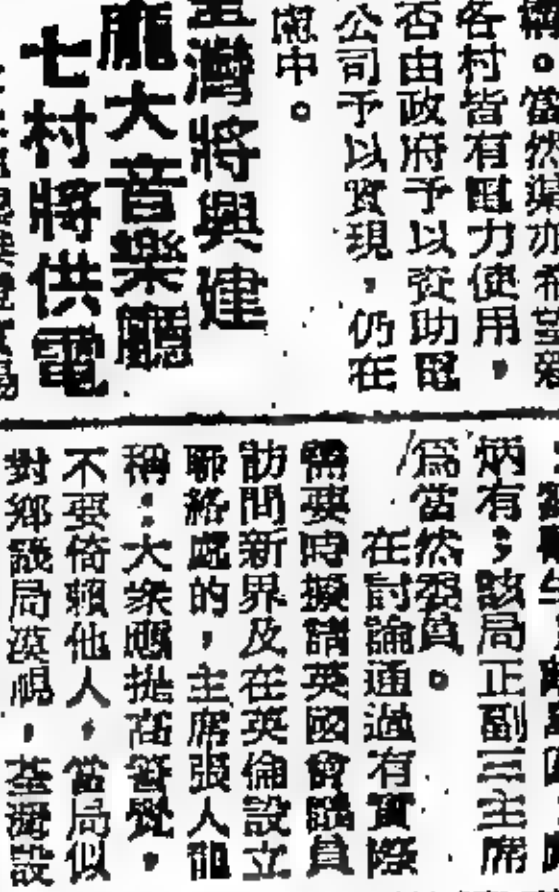 當然渠亦希望
各村皆有電力使用，
否由政府予以資助電
公司予以實現，仍在
中。
臺灣將興建
龐大音樂廳
七村將供電
炳有；該局正副三主席
爲當然委員。
在討論通過有實際
需要時擬請英國會議員
訪問新界及在英倫設立
聯絡處的，主席張人龍
稱：大衆應提高警覺，
不要倚賴他人，當局似
對鄉議局漠視，荃灣設